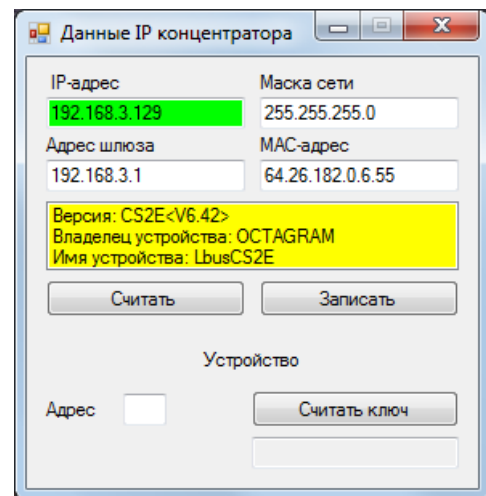 Данные IP концентратора
IP-адрес Маска сети
192.168.3.129 255.255.255.0
Адрес шлюза MAC-адрес
192.168.3.1 64.26.182.0.6.55
Версия: CS2E<V6.42>
Владелец устройства: OCTAGRAM
Имя устройства: LbusCS2E
Считать Записать
Устройство
Адрес Считать ключ